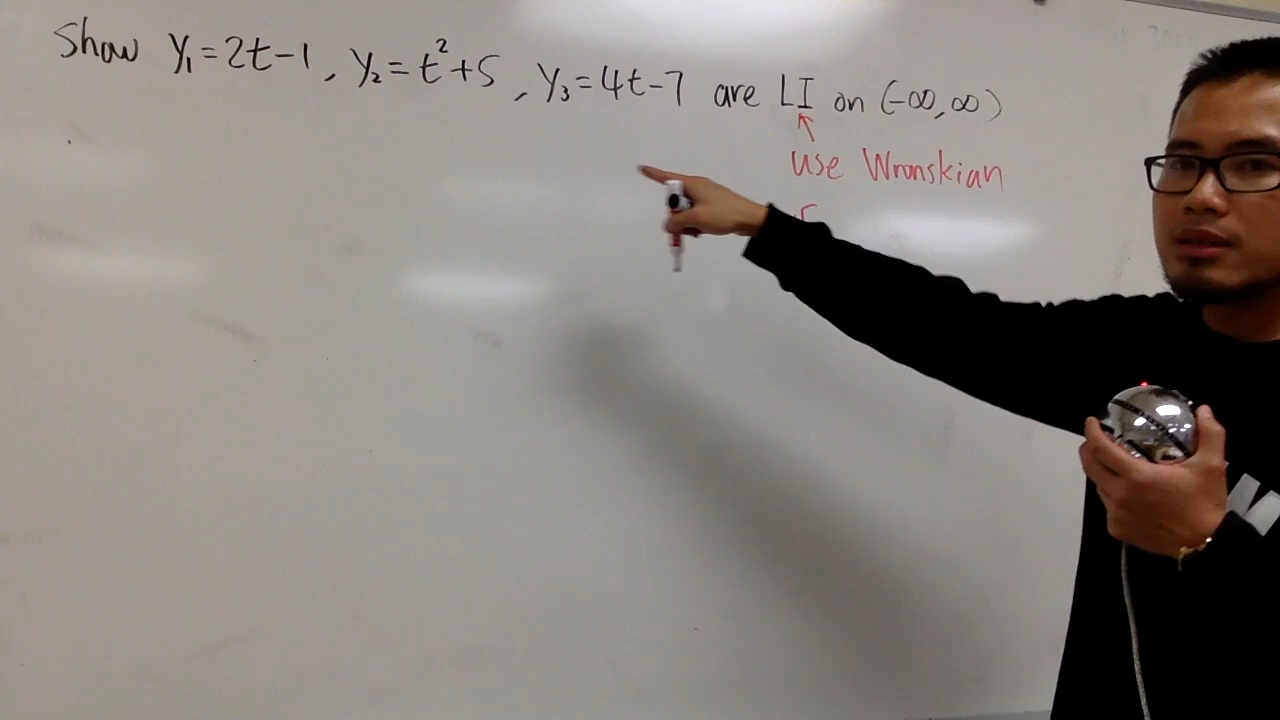 Show y₁=2t-1, y₂=t²+5, y₃=4t-7 are LI on (-∞,∞)
use Wronskian